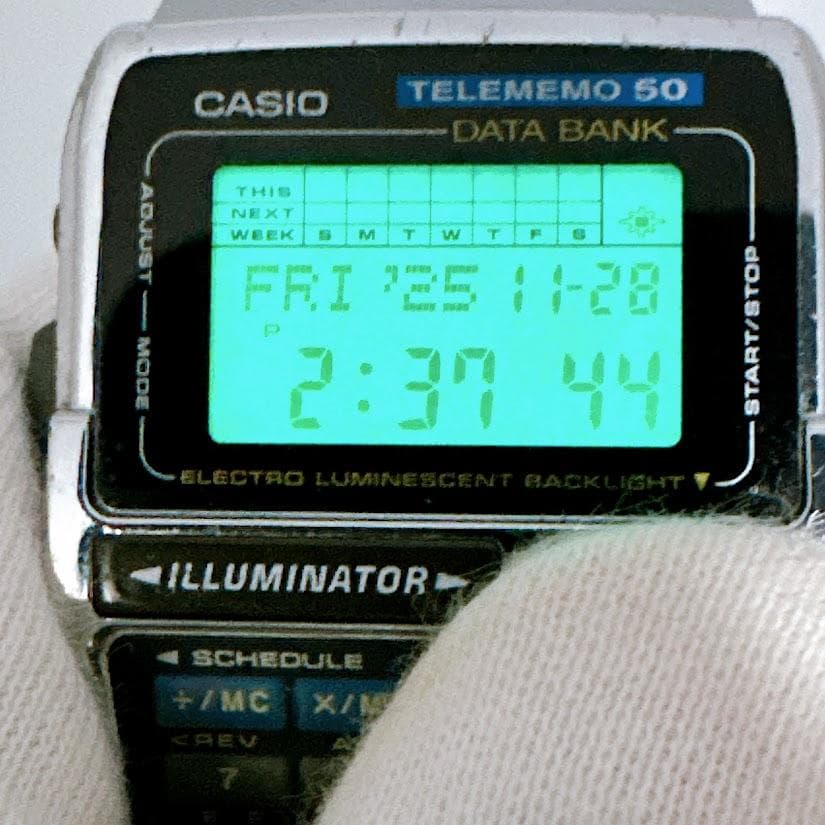 CASIO
TELEMEMO 50
DATA BANK
ADJUST
MODE
START/STOP
THIS
NEXT
WEEK S M T W T F S
FRI '25 11-28
P
2:37 44
ELECTRO LUMINESCENT BACKLIGHT ▼
◄ILLUMINATOR►
◄ SCHEDULE
÷/MC X/M
<REV
7